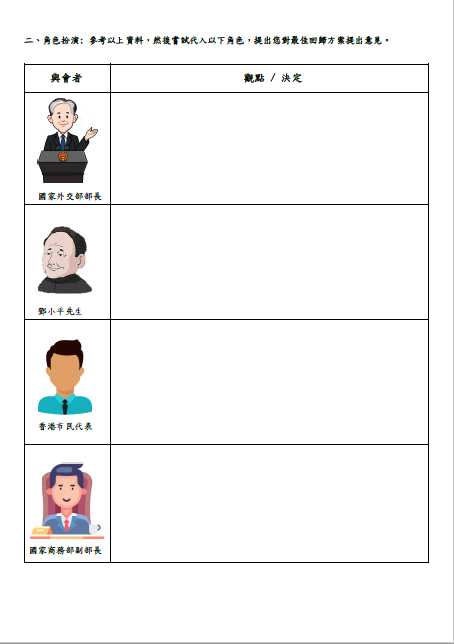 二、角色扮演: 參考以上資料，然後嘗試代入以下角色，提出您對最佳回歸方案提出意見。
與會者
觀點 / 決定
國家外交部部長
鄧小平先生
香港市民代表
國家商務部副部長